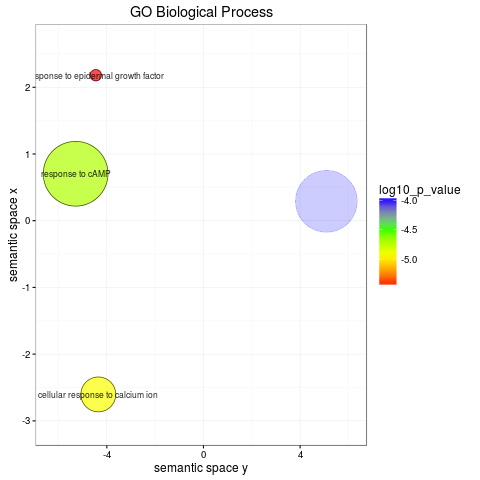 GO Biological Process
sponse to epidermal growth factor
response to cAMP
cellular response to calcium ion
2
1
0
-1
-2
-3
-4
0
4
semantic space x
semantic space y
log10_p_value
-4.0
-4.5
-5.0